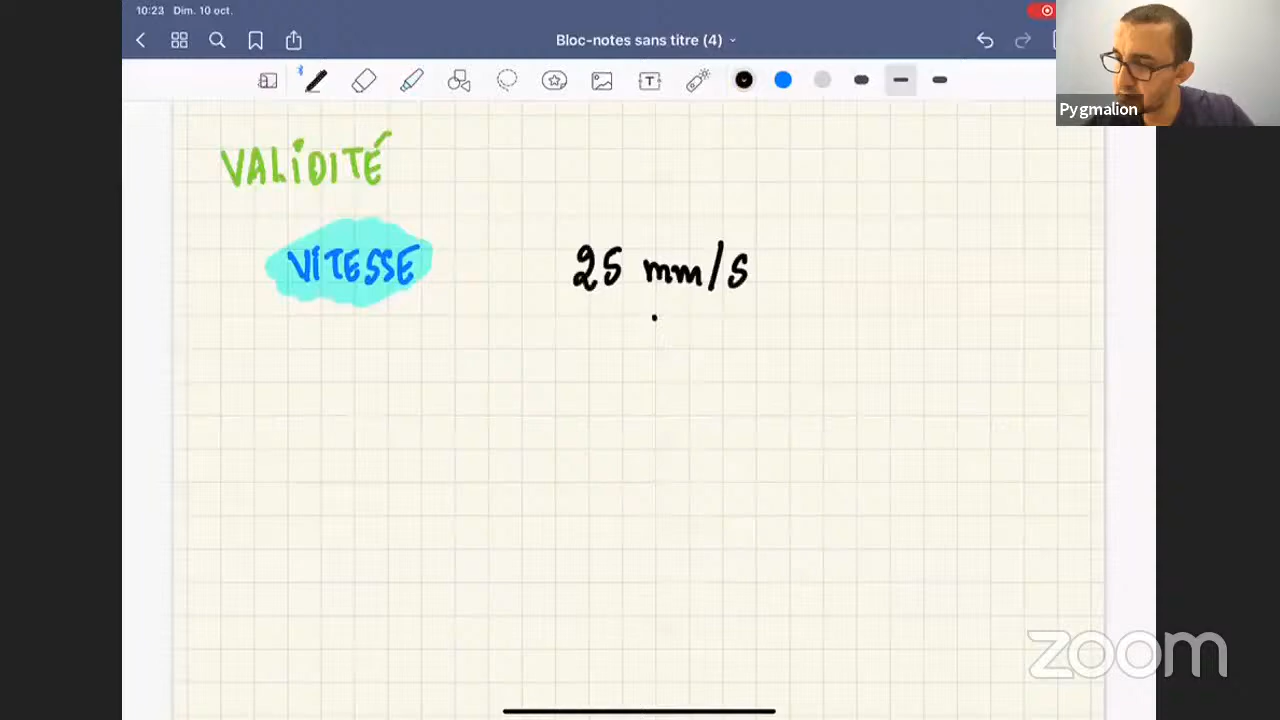 10:23 Dim. 10 oct.
Bloc-notes sans titre (4)
Pygmalion
VALIDITÉ
VITESSE 25 mm/s
zoom